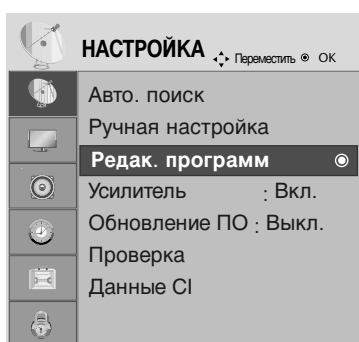 НАСТРОЙКА Переместить OK
Авто. поиск
Ручная настройка
Редак. программ
Усилитель : Вкл.
Обновление ПО : Выкл.
Проверка
Данные CI